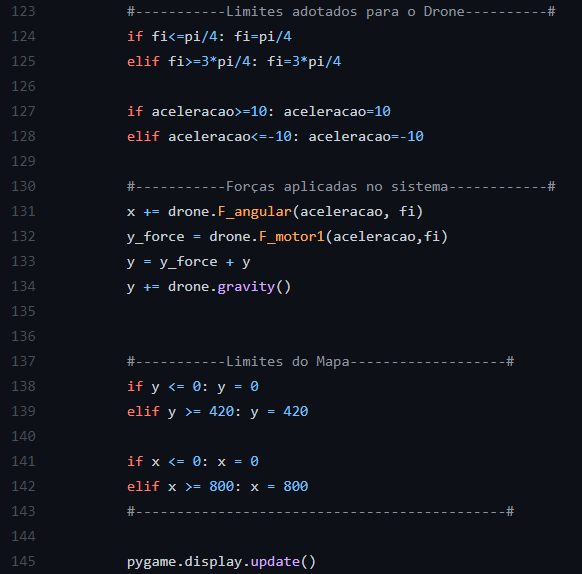 123 #-----------Limites adotados para o Drone----------#
124 if fi<=pi/4: fi=pi/4
125 elif fi>=3*pi/4: fi=3*pi/4
126
127 if aceleracao>=10: aceleracao=10
128 elif aceleracao<=-10: aceleracao=-10
129
130 #-----------Forças aplicadas no sistema------------#
131 x += drone.F_angular(aceleracao, fi)
132 y_force = drone.F_motor1(aceleracao,fi)
133 y = y_force + y
134 y += drone.gravity()
135
136
137 #-----------Limites do Mapa-------------------#
138 if y <= 0: y = 0
139 elif y >= 420: y = 420
140
141 if x <= 0: x = 0
142 elif x >= 800: x = 800
143 #---------------------------------------------#
144
145 pygame.display.update()